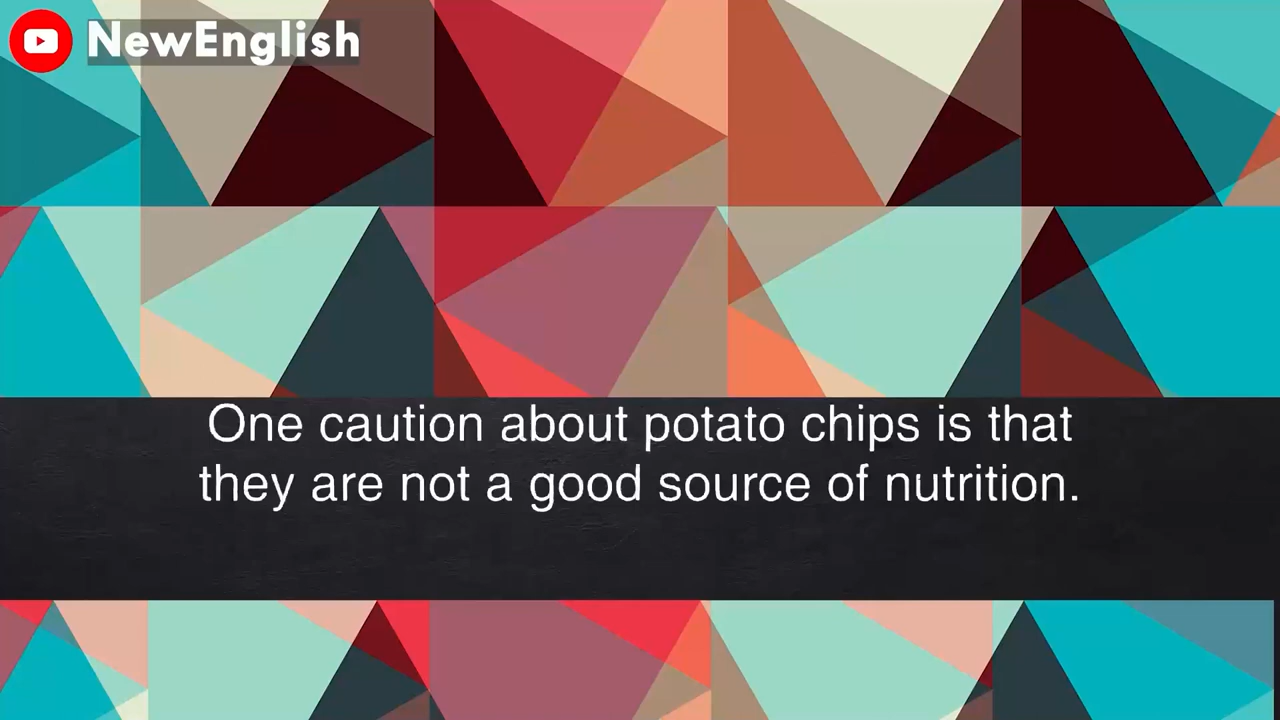 NewEnglish
One caution about potato chips is that
they are not a good source of nutrition.